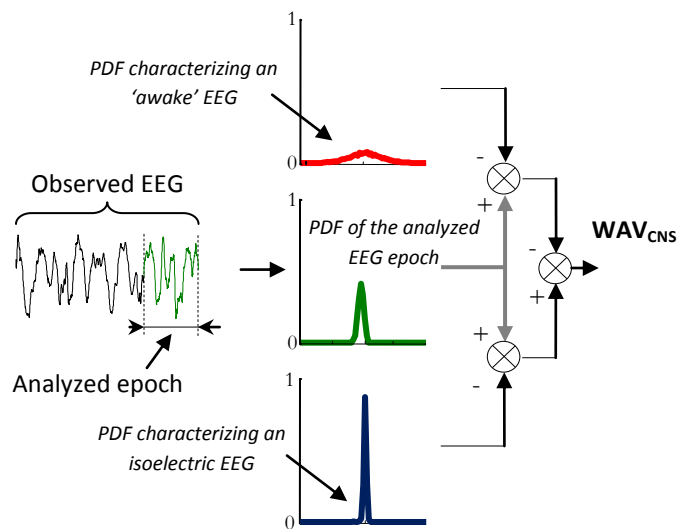 1
PDF characterizing an
‘awake’ EEG
0
-
Observed EEG
1
PDF of the analyzed
EEG epoch
+
-
WAV_CNS
+
+
0
Analyzed epoch
1
-
PDF characterizing an
isoelectric EEG
0